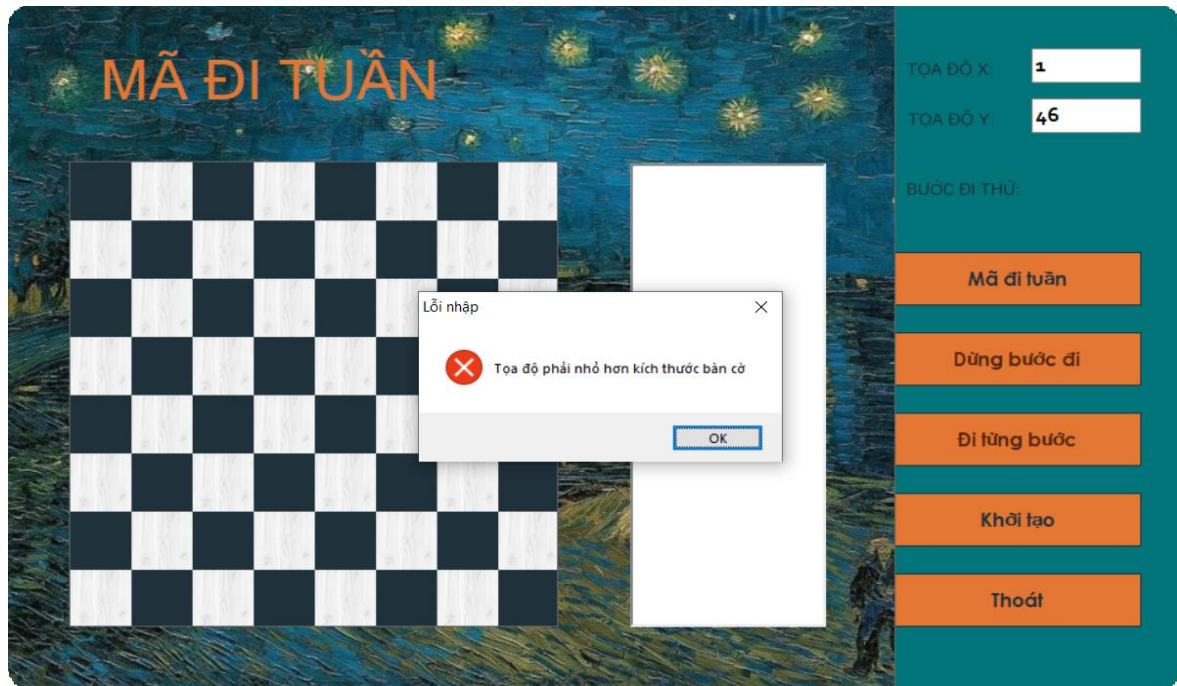 MÃ ĐI TUẦN
TỌA ĐỘ X:
1
TỌA ĐỘ Y:
46
BƯỚC ĐI THỨ:
Mã đi tuần
Lỗi nhập
Tọa độ phải nhỏ hơn kích thước bàn cờ
OK
Dừng bước đi
Đi từng bước
Khởi tạo
Thoát